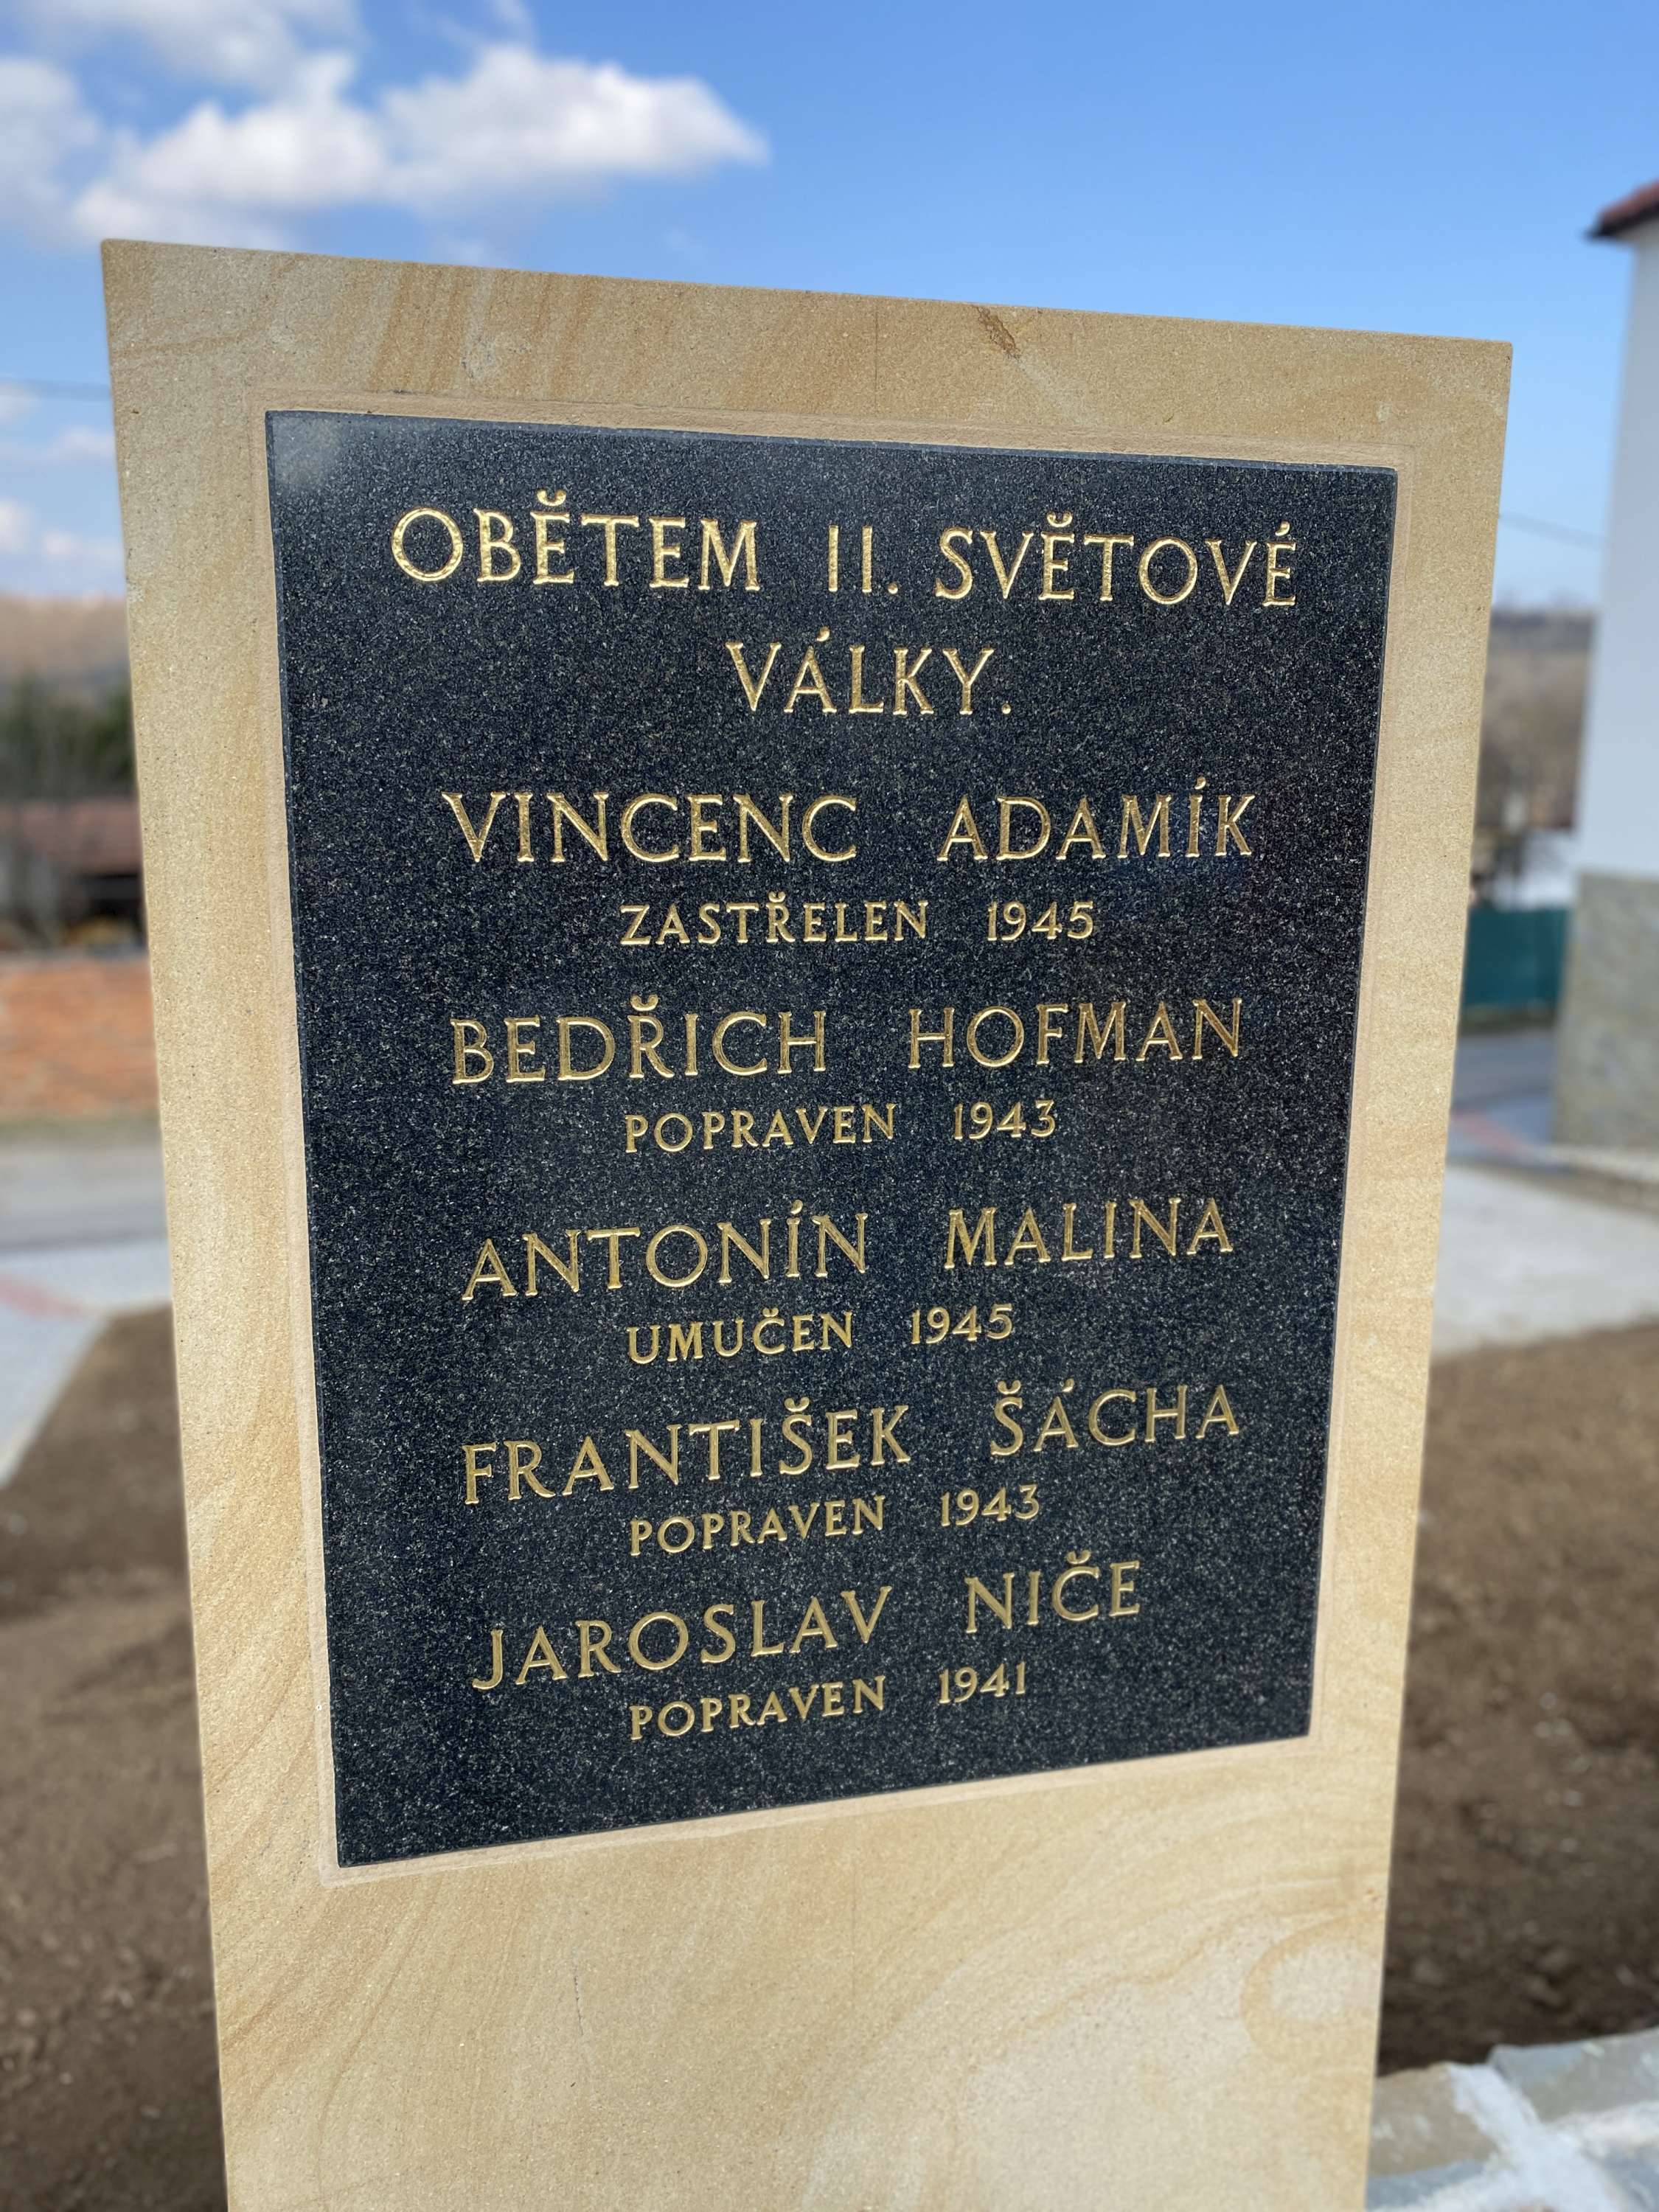 OBĚTEM II. SVĚTOVÉ
VÁLKY.
VINCENC ADAMÍK
ZASTŘELEN 1945
BEDŘICH HOFMAN
POPRAVEN 1943
ANTONÍN MALINA
UMUČEN 1945
FRANTIŠEK ŠÁCHA
POPRAVEN 1943
JAROSLAV NIČE
POPRAVEN 1941